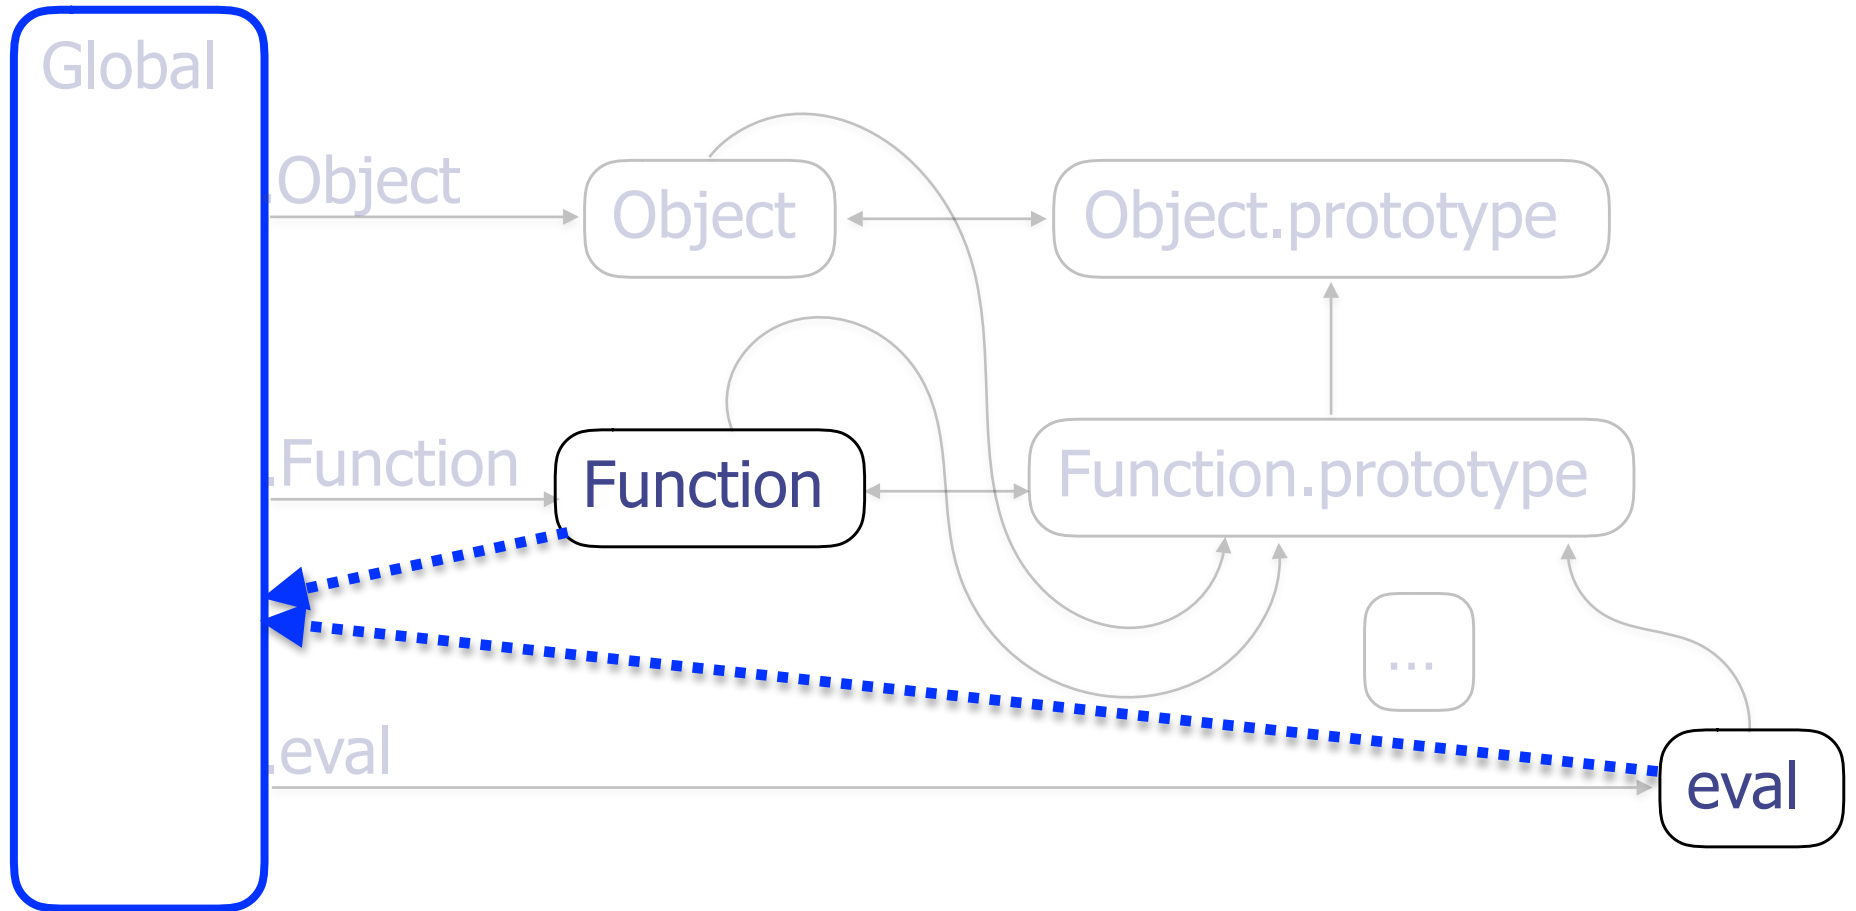 Global
.Object
Object
Object.prototype
.Function
Function
Function.prototype
...
.eval
eval